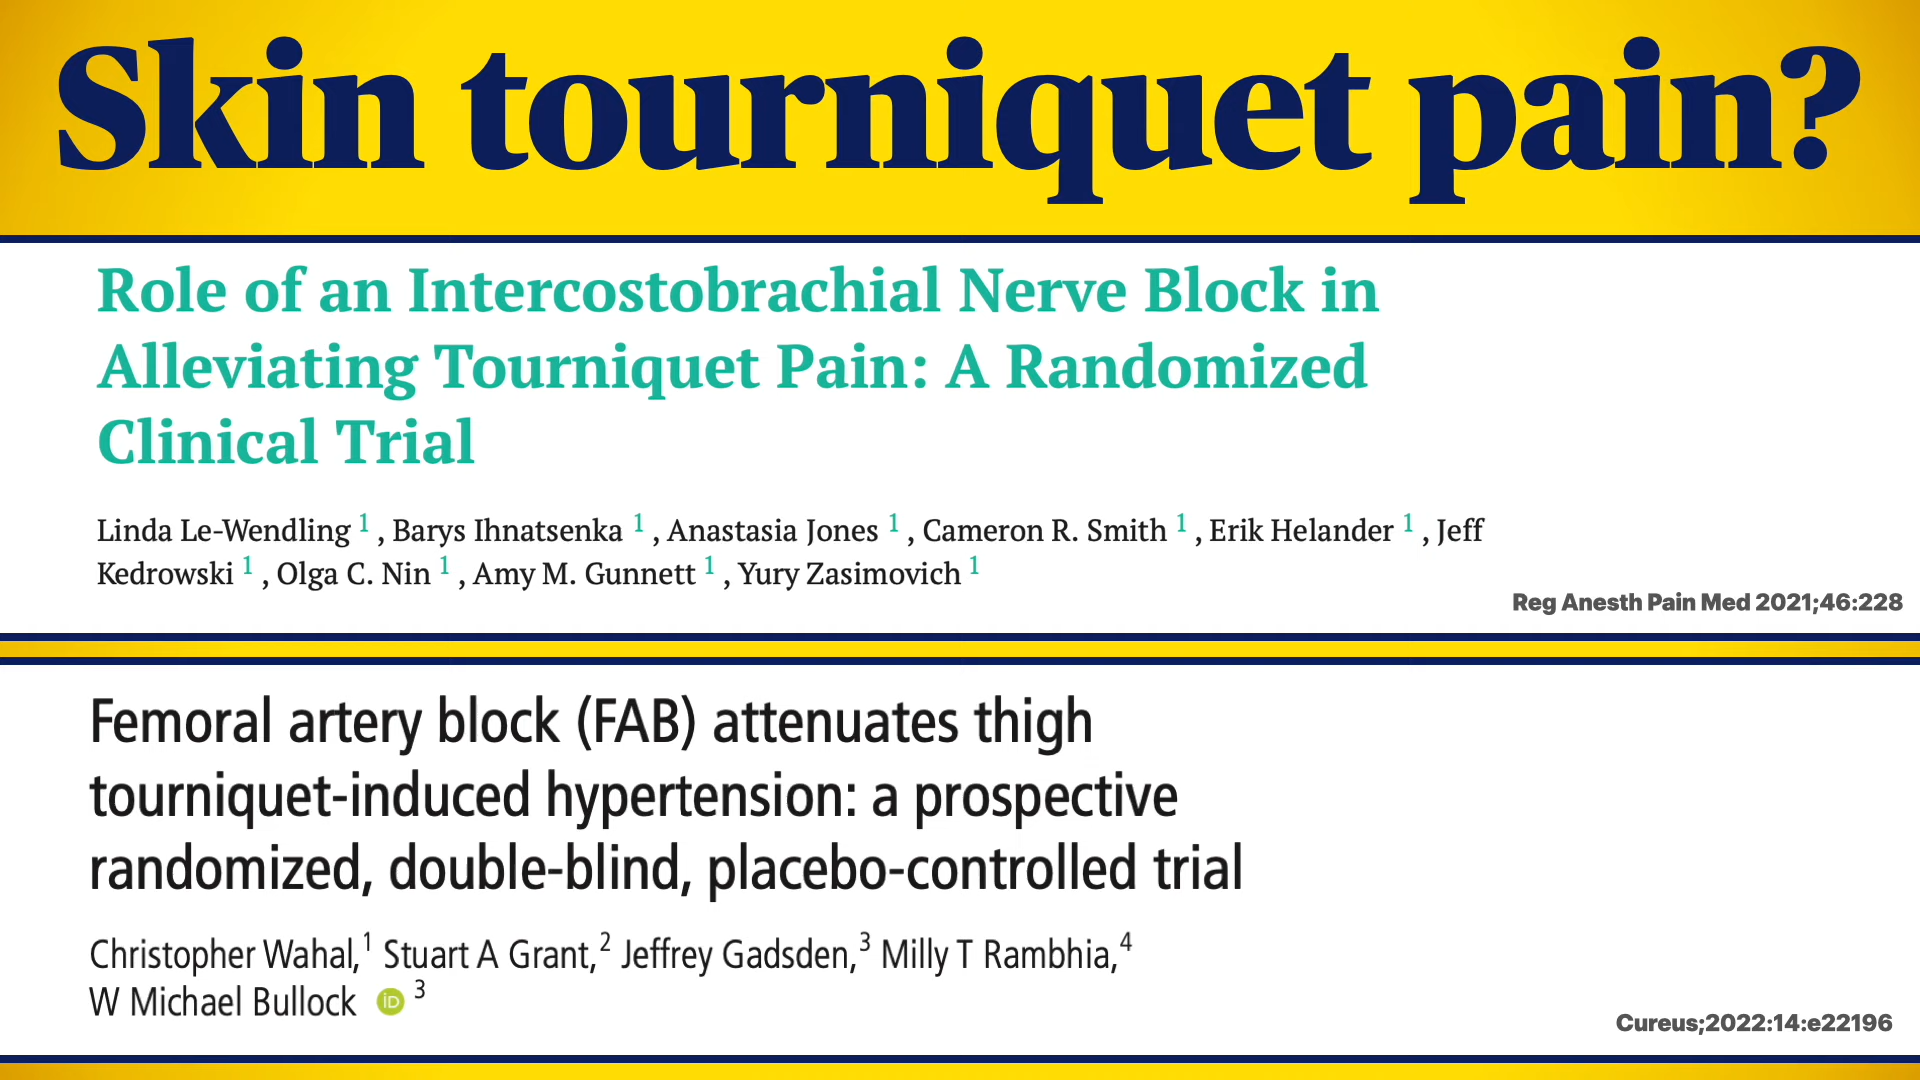 Skin tourniquet pain?
Role of an Intercostobrachial Nerve Block in
Alleviating Tourniquet Pain: A Randomized
Clinical Trial
Linda Le-Wendling 1 , Barys Ihnatsenka 1 , Anastasia Jones 1 , Cameron R. Smith 1 , Erik Helander 1 , Jeff
Kedrowski 1 , Olga C. Nin 1 , Amy M. Gunnett 1 , Yury Zasimovich 1
Reg Anesth Pain Med 2021;46:228
Femoral artery block (FAB) attenuates thigh
tourniquet-induced hypertension: a prospective
randomized, double-blind, placebo-controlled trial
Christopher Wahal,1 Stuart A Grant,2 Jeffrey Gadsden,3 Milly T Rambhia,4
W Michael Bullock iD 3
Cureus;2022:14:e22196